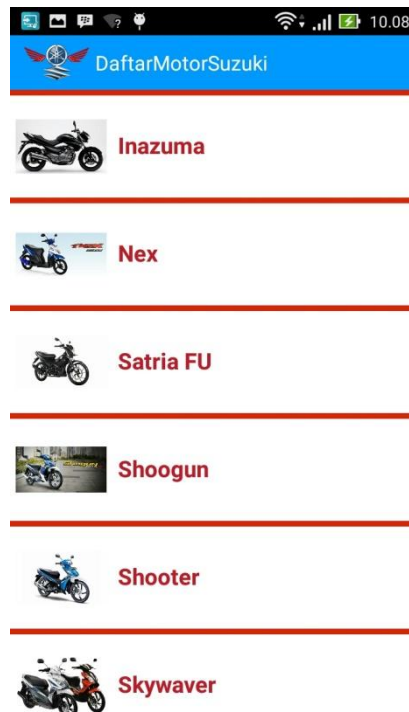 10.08
DaftarMotorSuzuki
Inazuma
Nex
Satria FU
Shoogun
Shooter
Skywaver